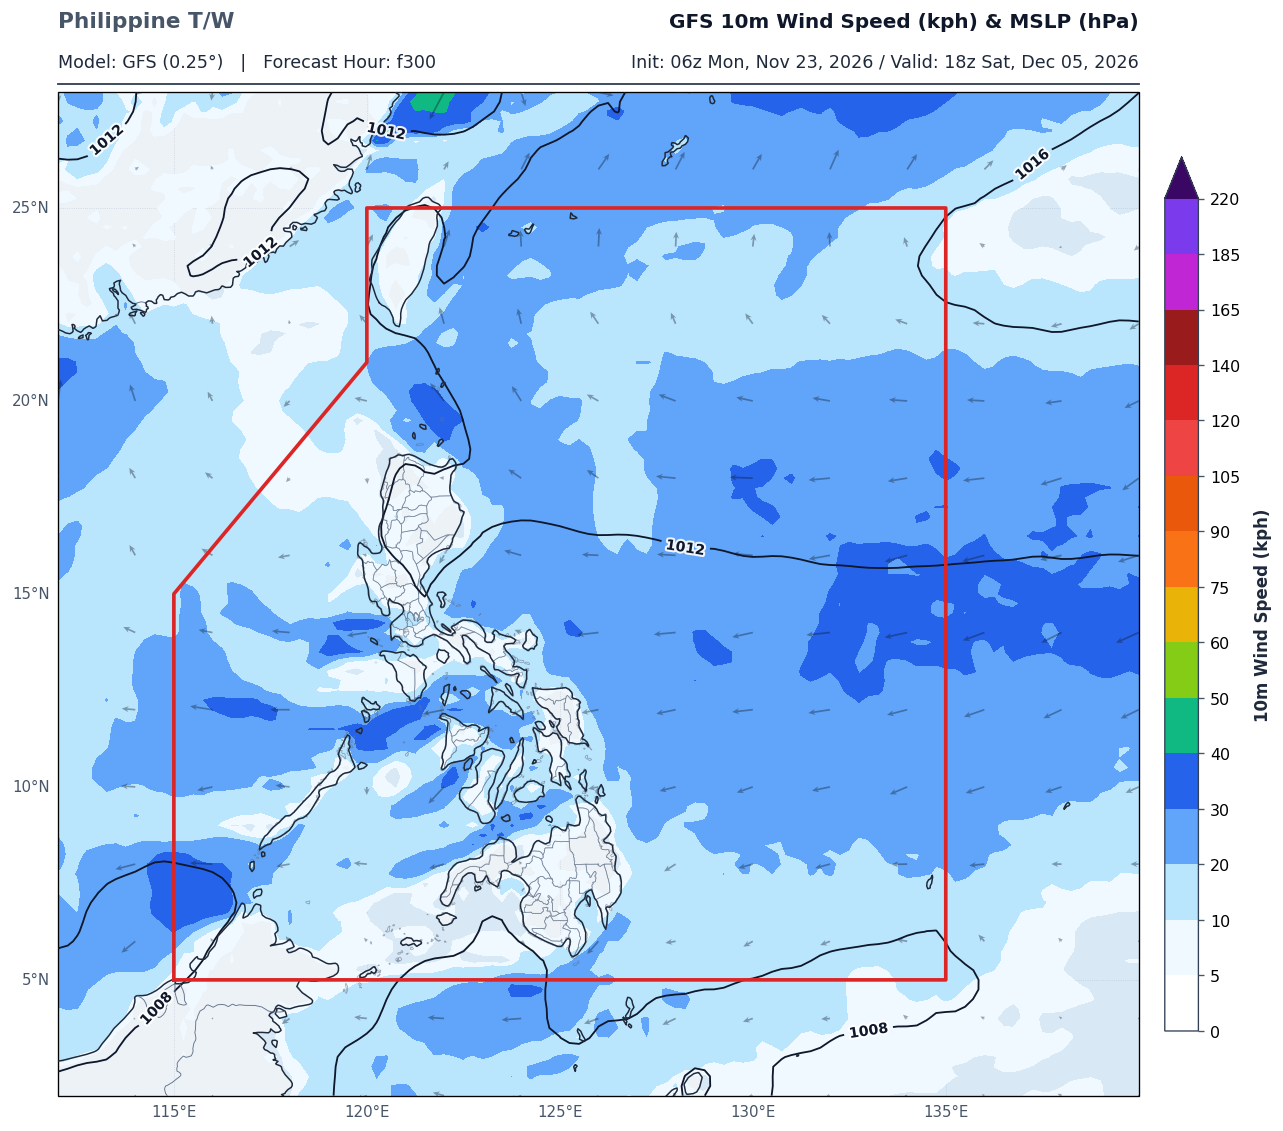 Philippine T/W
GFS 10m Wind Speed (kph) & MSLP (hPa)
Model: GFS (0.25°)   |   Forecast Hour: f300
Init: 06z Mon, Nov 23, 2026 / Valid: 18z Sat, Dec 05, 2026
1012
1012
1016
1012
1012
1008
1008
25°N
20°N
15°N
10°N
5°N
115°E
120°E
125°E
130°E
135°E
220
185
165
140
120
105
90
75
60
50
40
30
20
10
5
0
10m Wind Speed (kph)